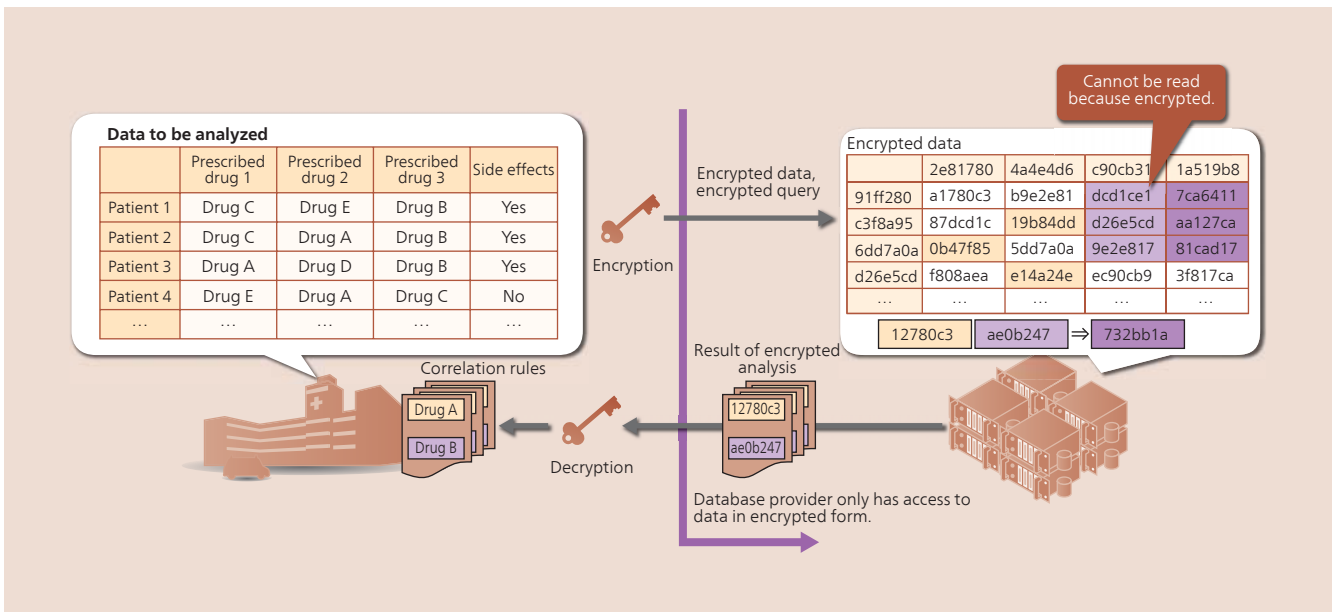 Cannot be read
because encrypted.
Data to be analyzed
Prescribed drug 1 Prescribed drug 2 Prescribed drug 3 Side effects
Patient 1 Drug C Drug E Drug B Yes
Patient 2 Drug C Drug A Drug B Yes
Patient 3 Drug A Drug D Drug B Yes
Patient 4 Drug E Drug A Drug C No
... ... ... ... ...
Encryption
Encrypted data,
encrypted query
Encrypted data
2e81780 4a4e4d6 c90cb31 1a519b8
91ff280 a1780c3 b9e2e81 dcd1ce1 7ca6411
c3f8a95 87dcd1c 19b84dd d26e5cd aa127ca
6dd7a0a 0b47f85 5dd7a0a 9e2e817 81cad17
d26e5cd f808aea e14a24e ec90cb9 3f817ca
... ... ... ... ...
12780c3 ae0b247 ⇒ 732bb1a
Correlation rules
Drug A
Drug B
Decryption
Result of encrypted
analysis
12780c3
ae0b247
Database provider only has access to
data in encrypted form.